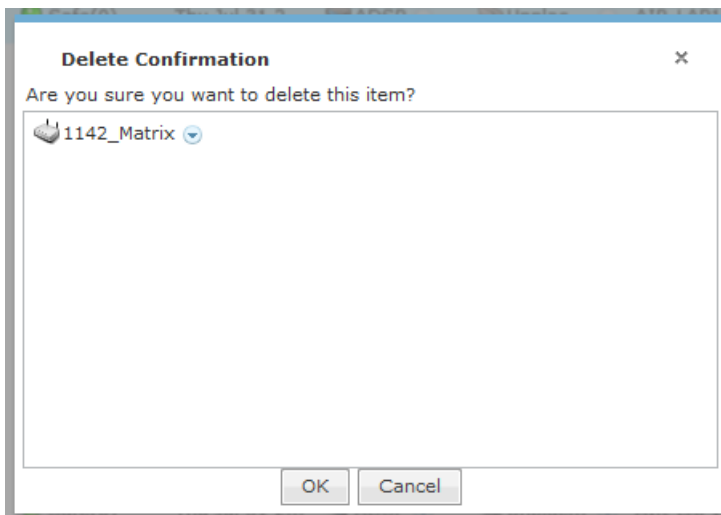 Delete Confirmation
Are you sure you want to delete this item?
1142_Matrix
OK Cancel